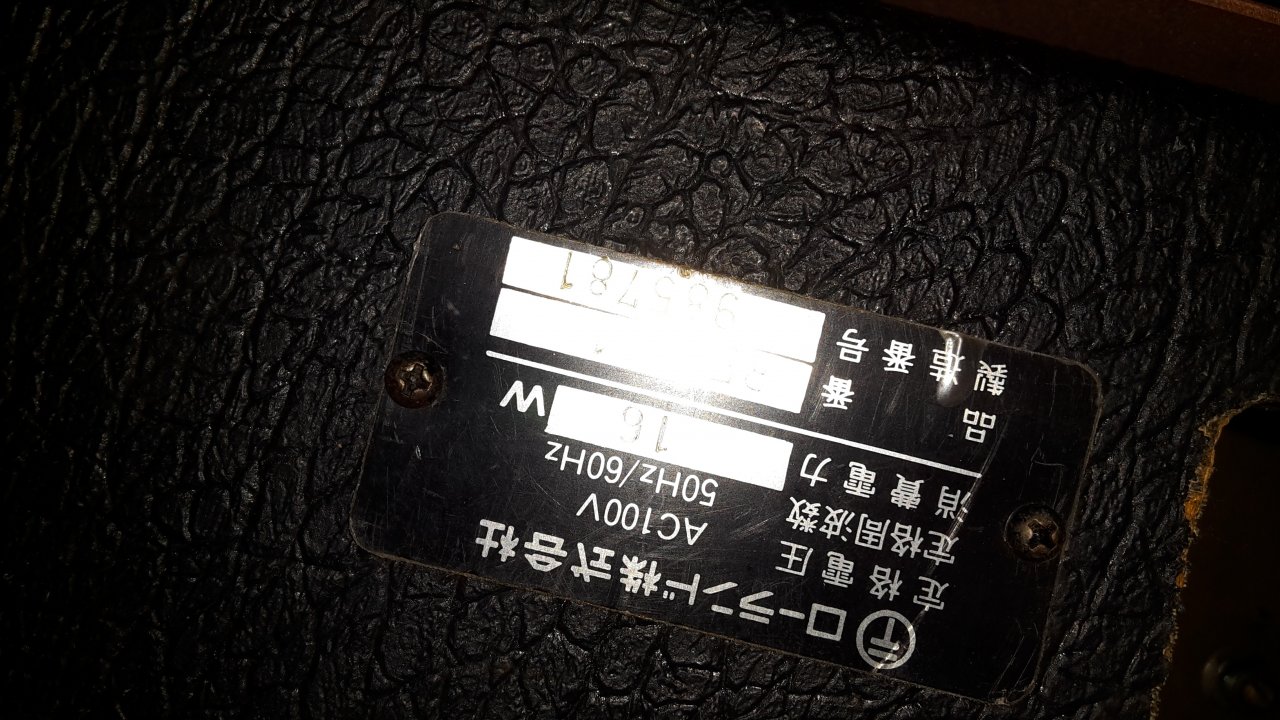 〒 ローランド株式会社
定格電圧 AC100V
定格周波数 50Hz/60Hz
消費電力 16 W
品番
製造番号